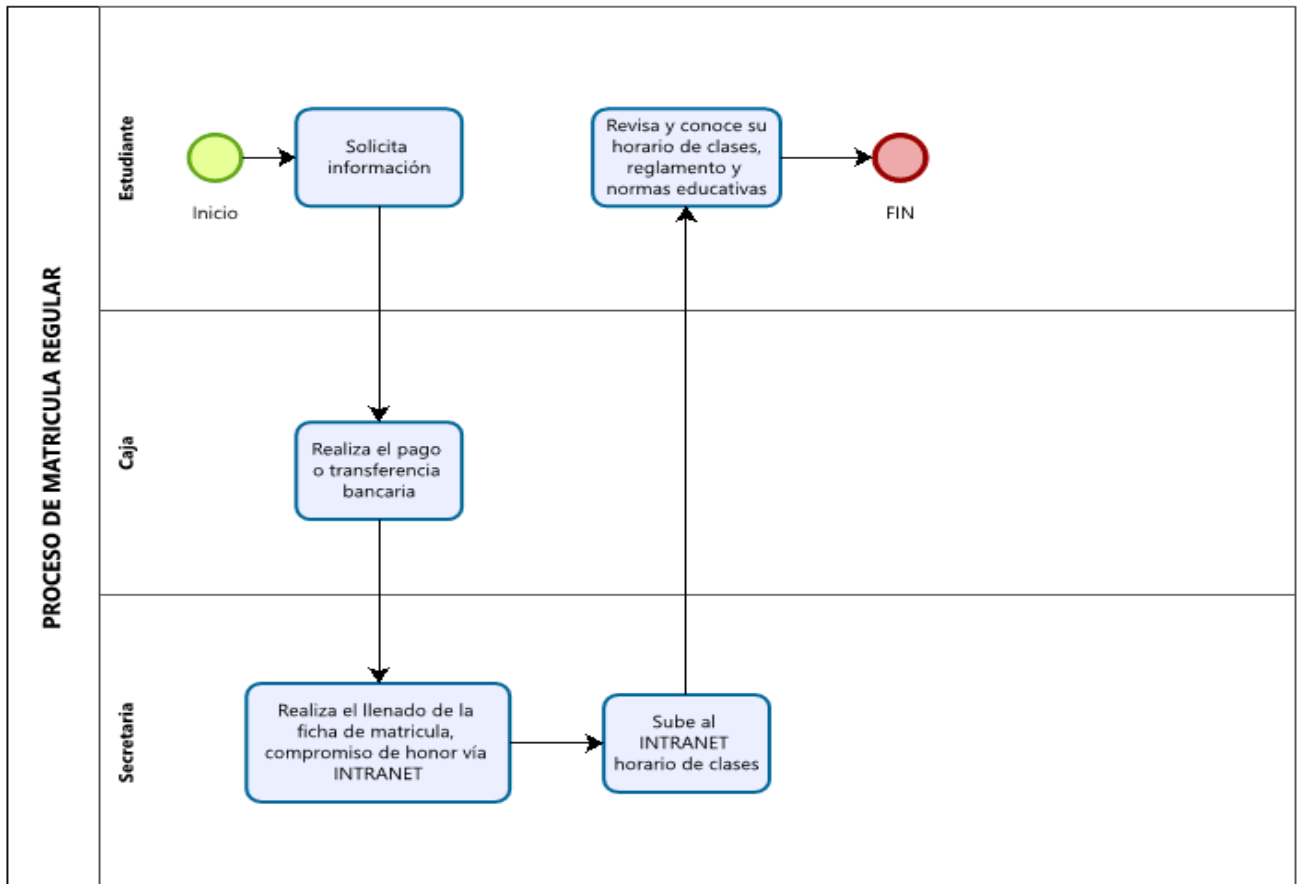 PROCESO DE MATRICULA REGULAR
Estudiante
Inicio
Solicita
información
Revisa y conoce su
horario de clases,
reglamento y
normas educativas
FIN
Caja
Realiza el pago
o transferencia
bancaria
Secretaria
Realiza el llenado de la
ficha de matricula,
compromiso de honor vía
INTRANET
Sube al
INTRANET
horario de clases